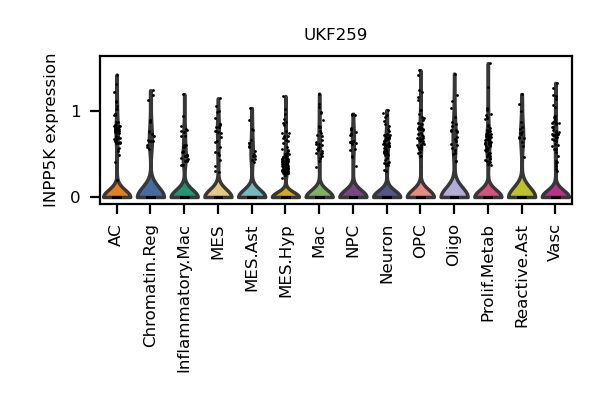 UKF259
INPP5K expression
1
0
AC
Chromatin.Reg
Inflammatory.Mac
MES
MES.Ast
MES.Hyp
Mac
NPC
Neuron
OPC
Oligo
Prolif.Metab
Reactive.Ast
Vasc